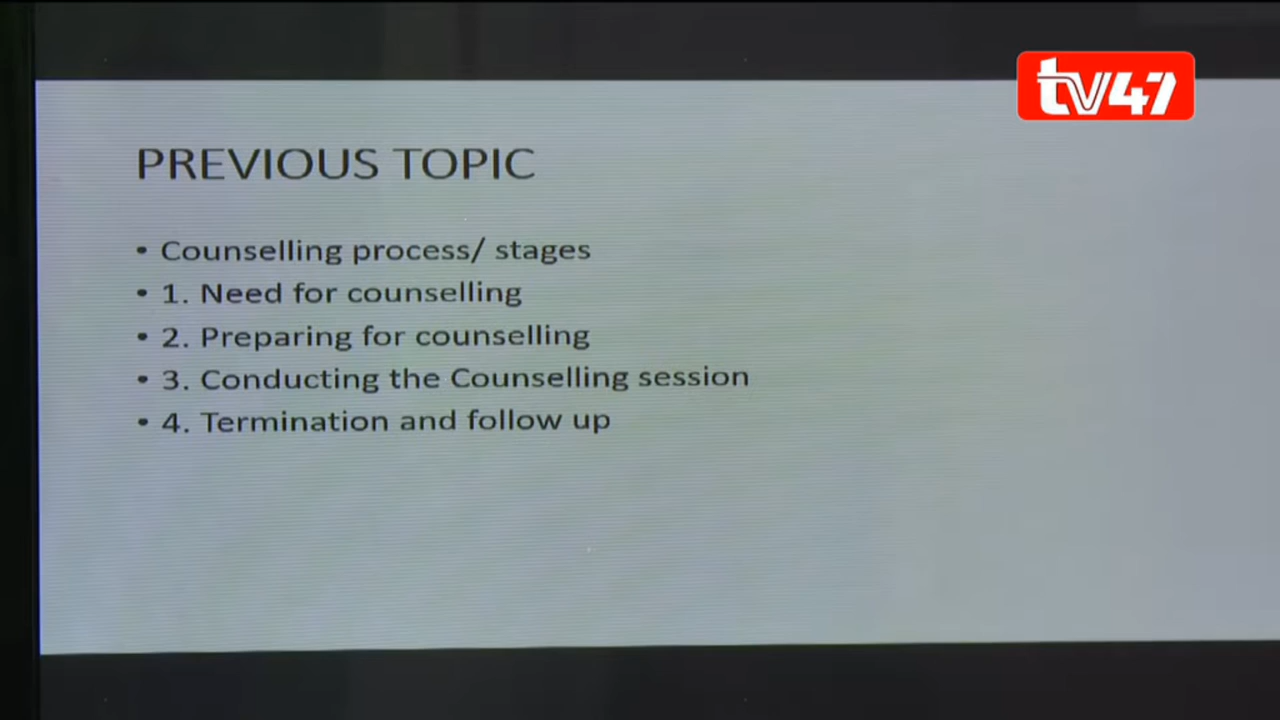 tv47
PREVIOUS TOPIC
• Counselling process/ stages
• 1. Need for counselling
• 2. Preparing for counselling
• 3. Conducting the Counselling session
• 4. Termination and follow up